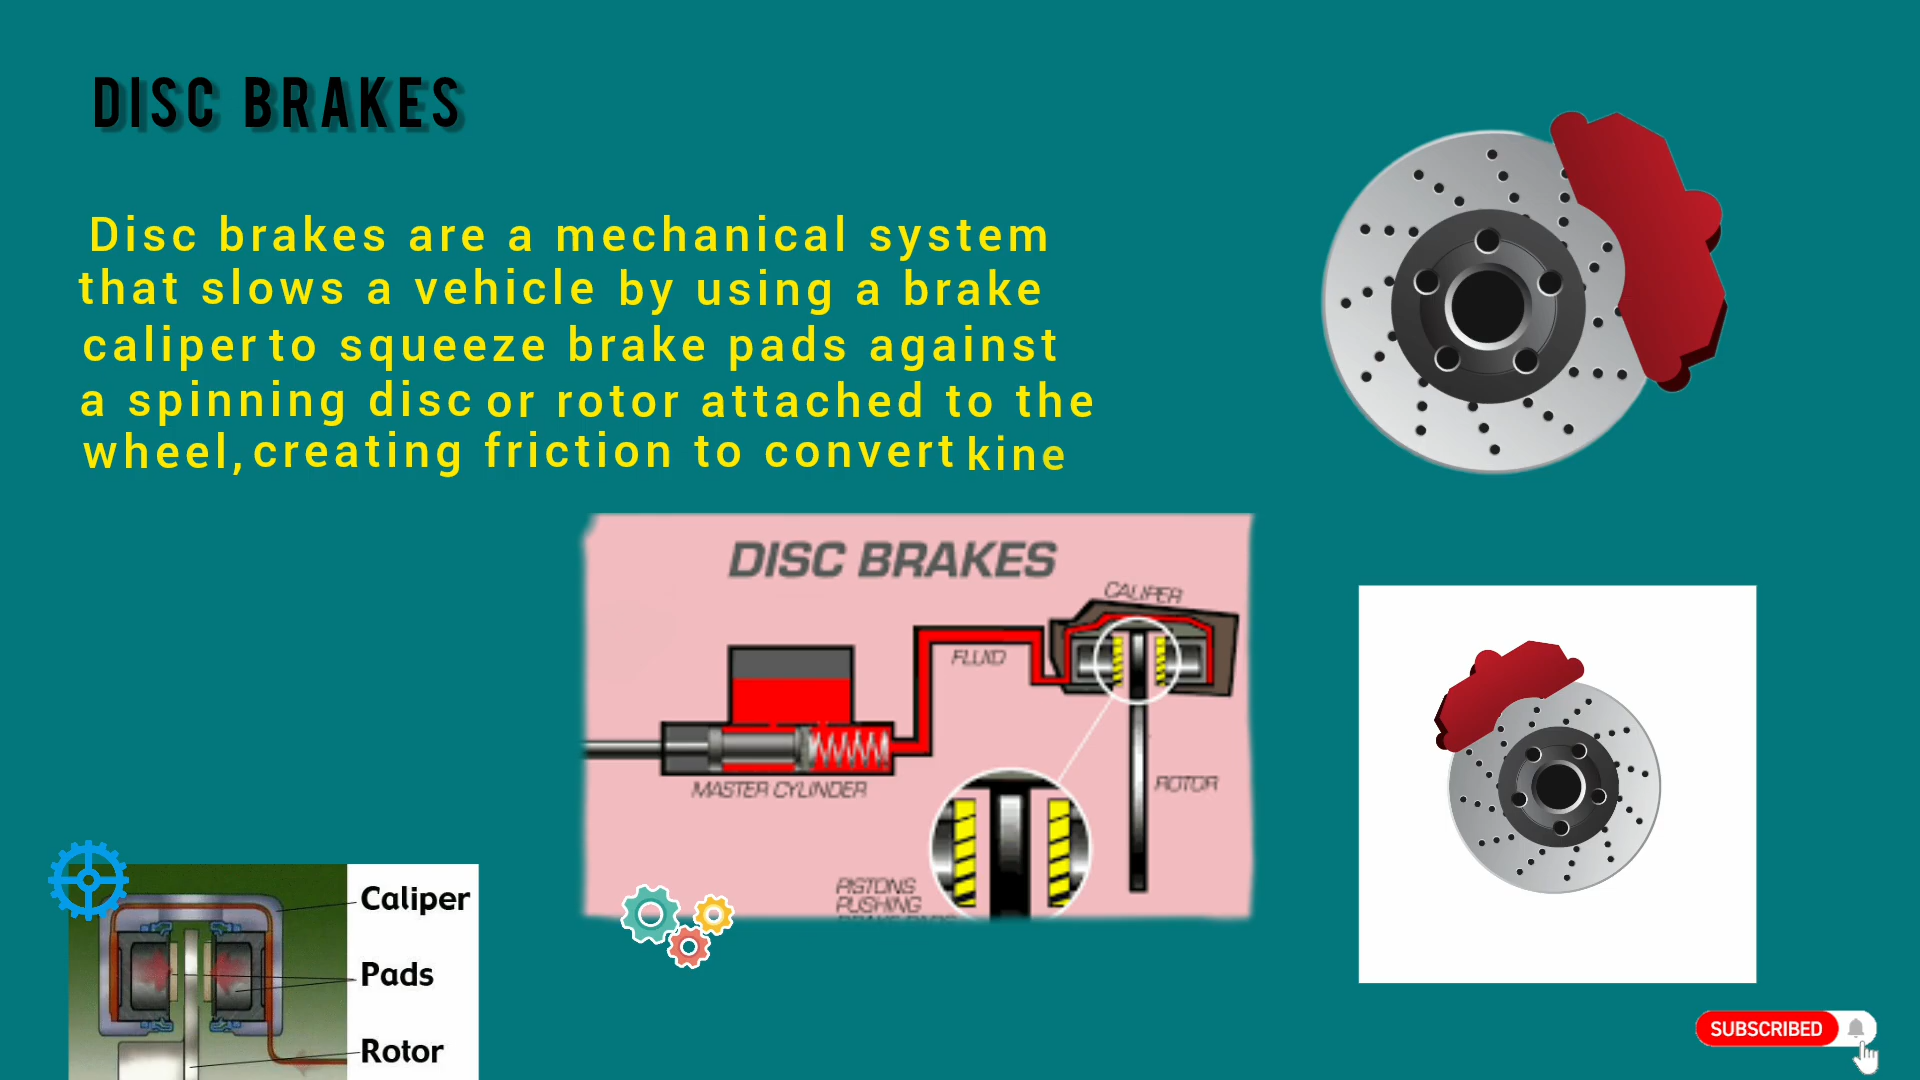 DISC BRAKES
Disc brakes are a mechanical system
that slows a vehicle by using a brake
caliper to squeeze brake pads against
a spinning disc or rotor attached to the
wheel, creating friction to convert kine
DISC BRAKES
CALIPER
FLUID
MASTER CYLINDER
ROTOR
PISTONS
PUSHING
Caliper
Pads
Rotor
SUBSCRIBED